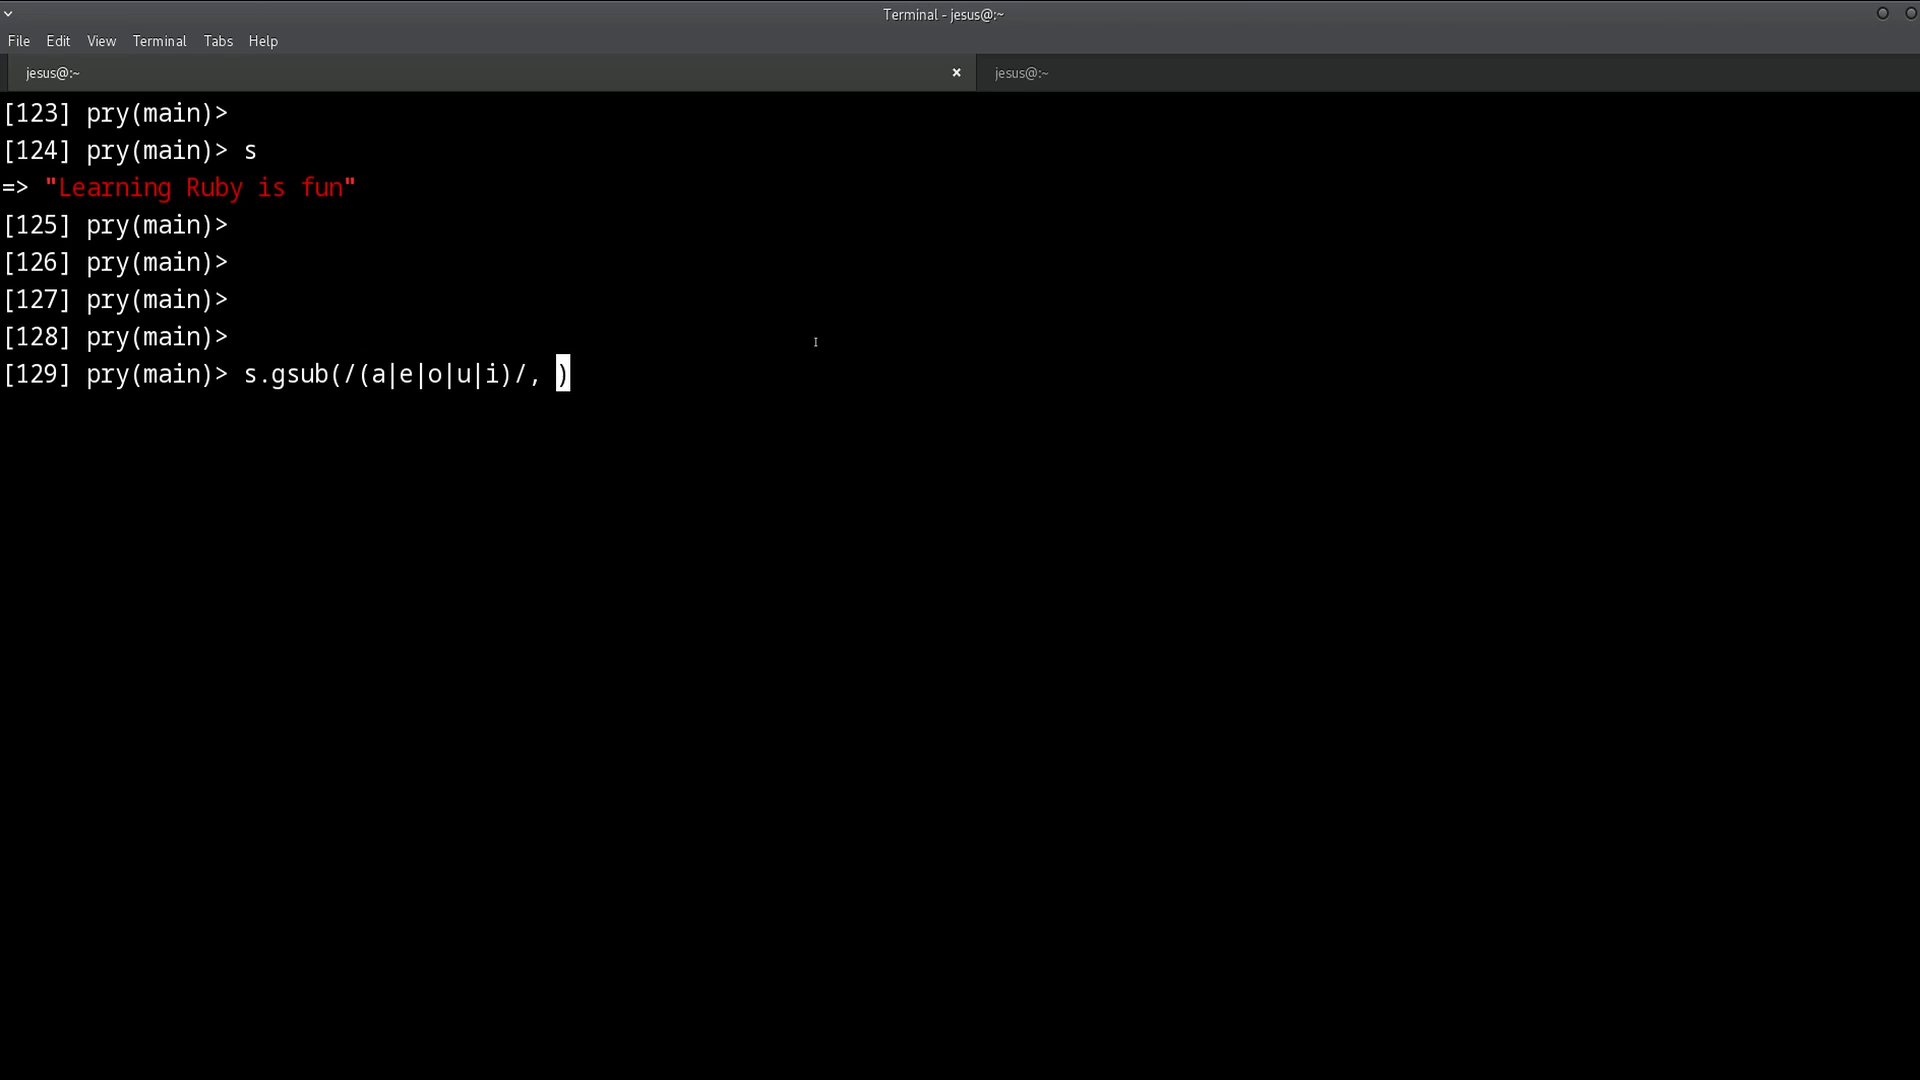 Terminal - jesus@:~
File Edit View Terminal Tabs Help
jesus@:~ × jesus@:~
[123] pry(main)>
[124] pry(main)> s
=> "Learning Ruby is fun"
[125] pry(main)>
[126] pry(main)>
[127] pry(main)>
[128] pry(main)>
[129] pry(main)> s.gsub(/(a|e|o|u|i)/, )